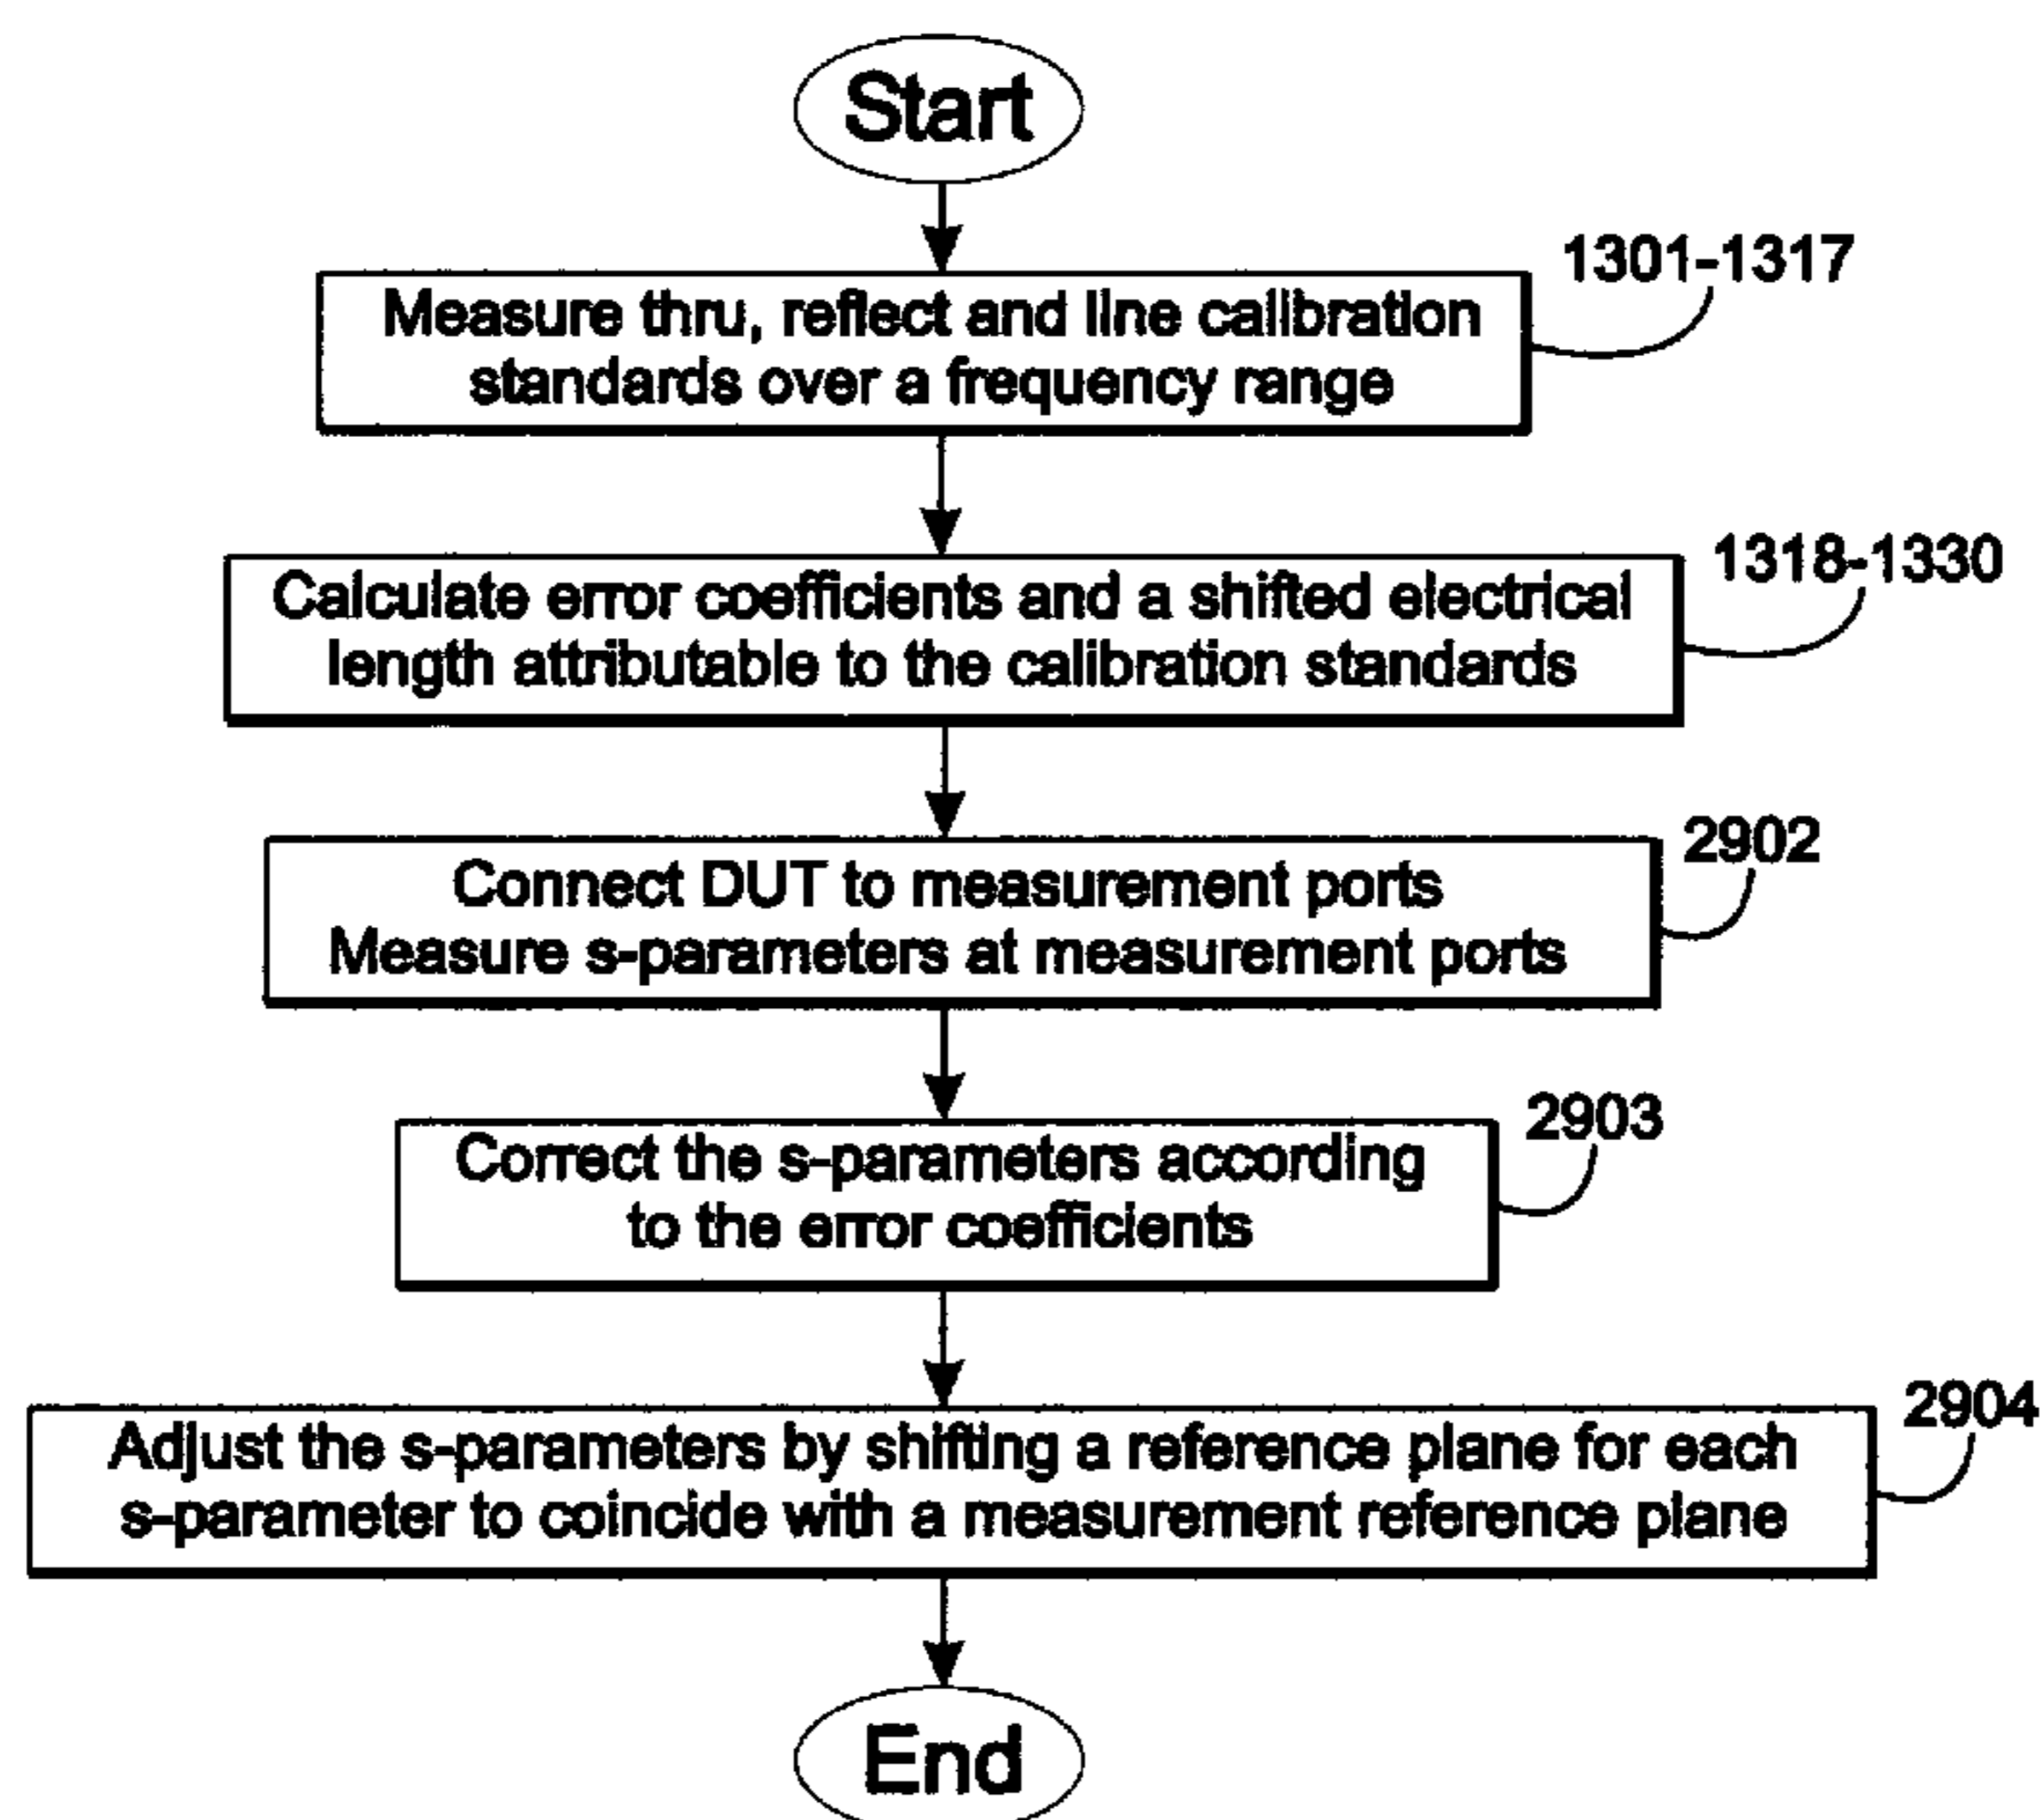 Start
1301-1317
Measure thru, reflect and line calibration
standards over a frequency range
1318-1330
Calculate error coefficients and a shifted electrical
length attributable to the calibration standards
2902
Connect DUT to measurement ports
Measure s-parameters at measurement ports
2903
Correct the s-parameters according
to the error coefficients
2904
Adjust the s-parameters by shifting a reference plane for each
s-parameter to coincide with a measurement reference plane
End